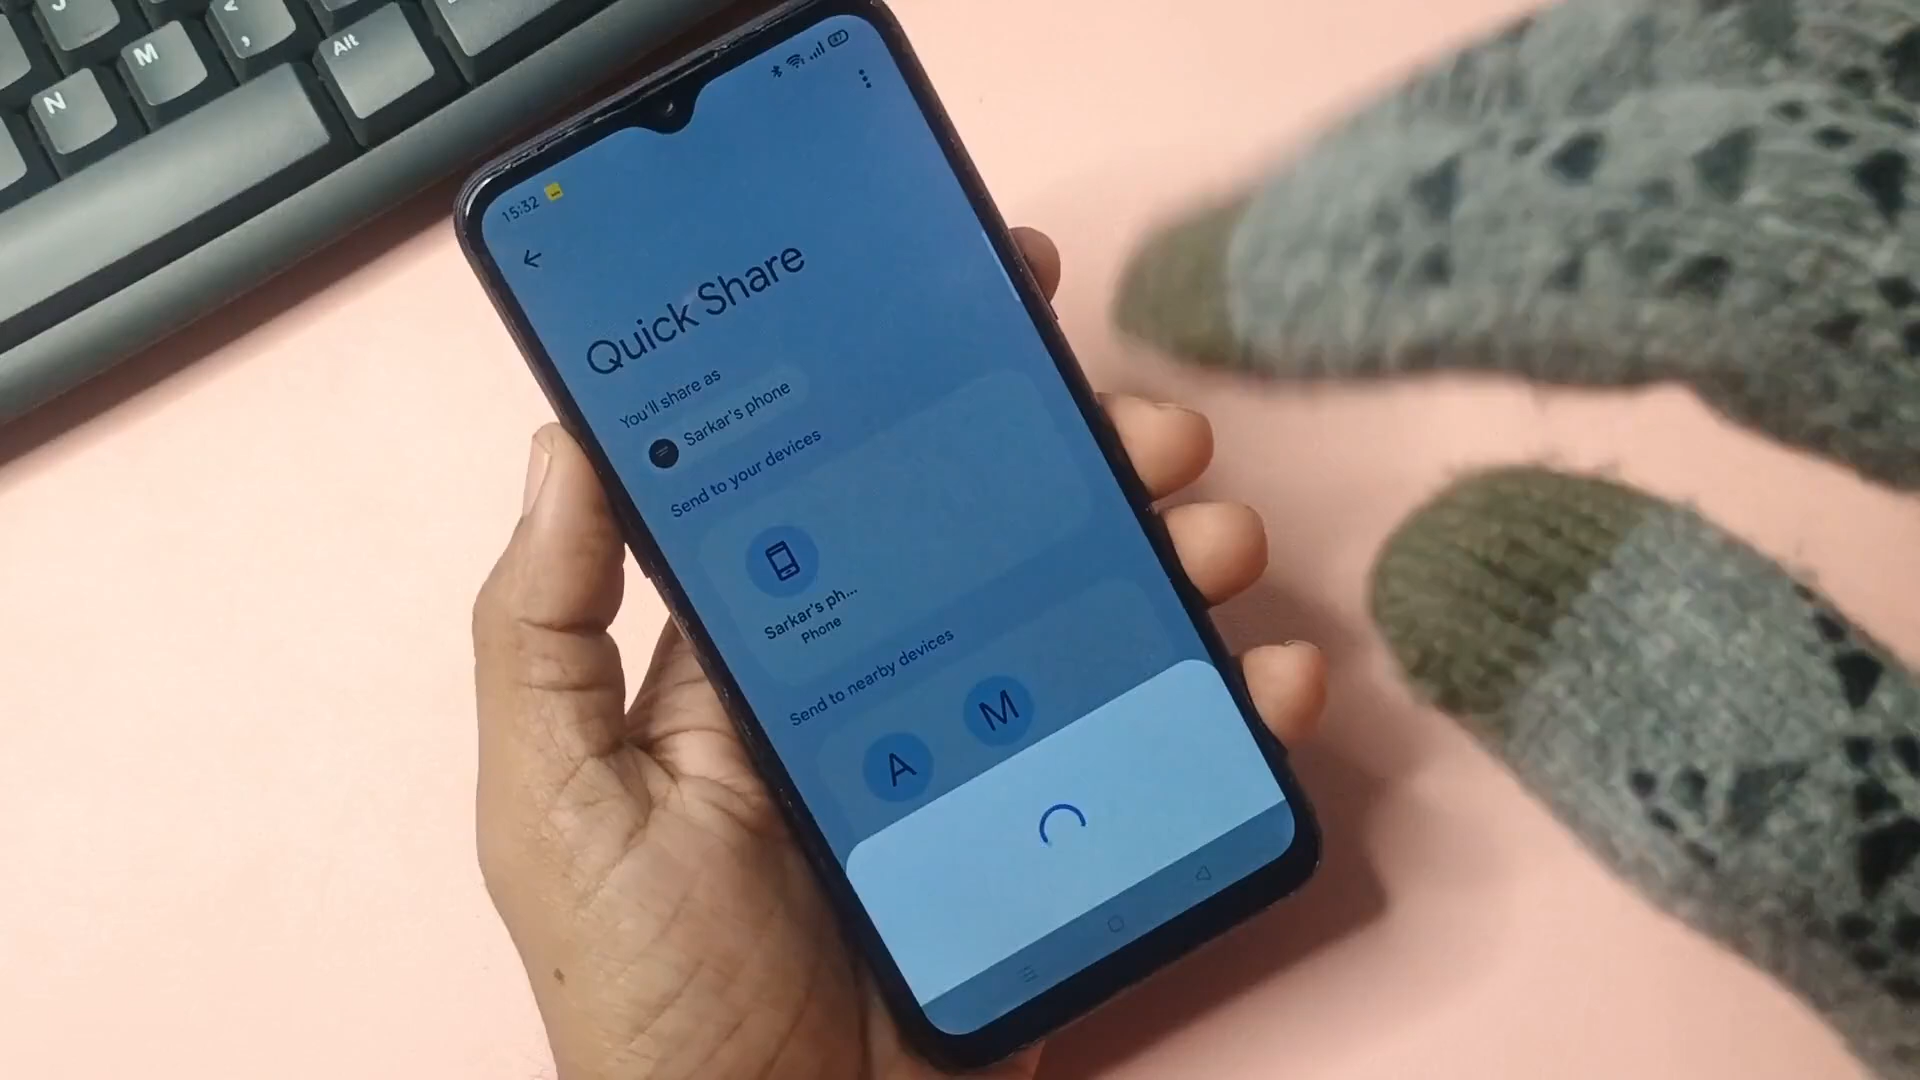 M
N
<
,
Alt
15:32
47
Quick Share
You'll share as
Sarkar's phone
Send to your devices
Sarkar's ph...
Phone
Send to nearby devices
A
M